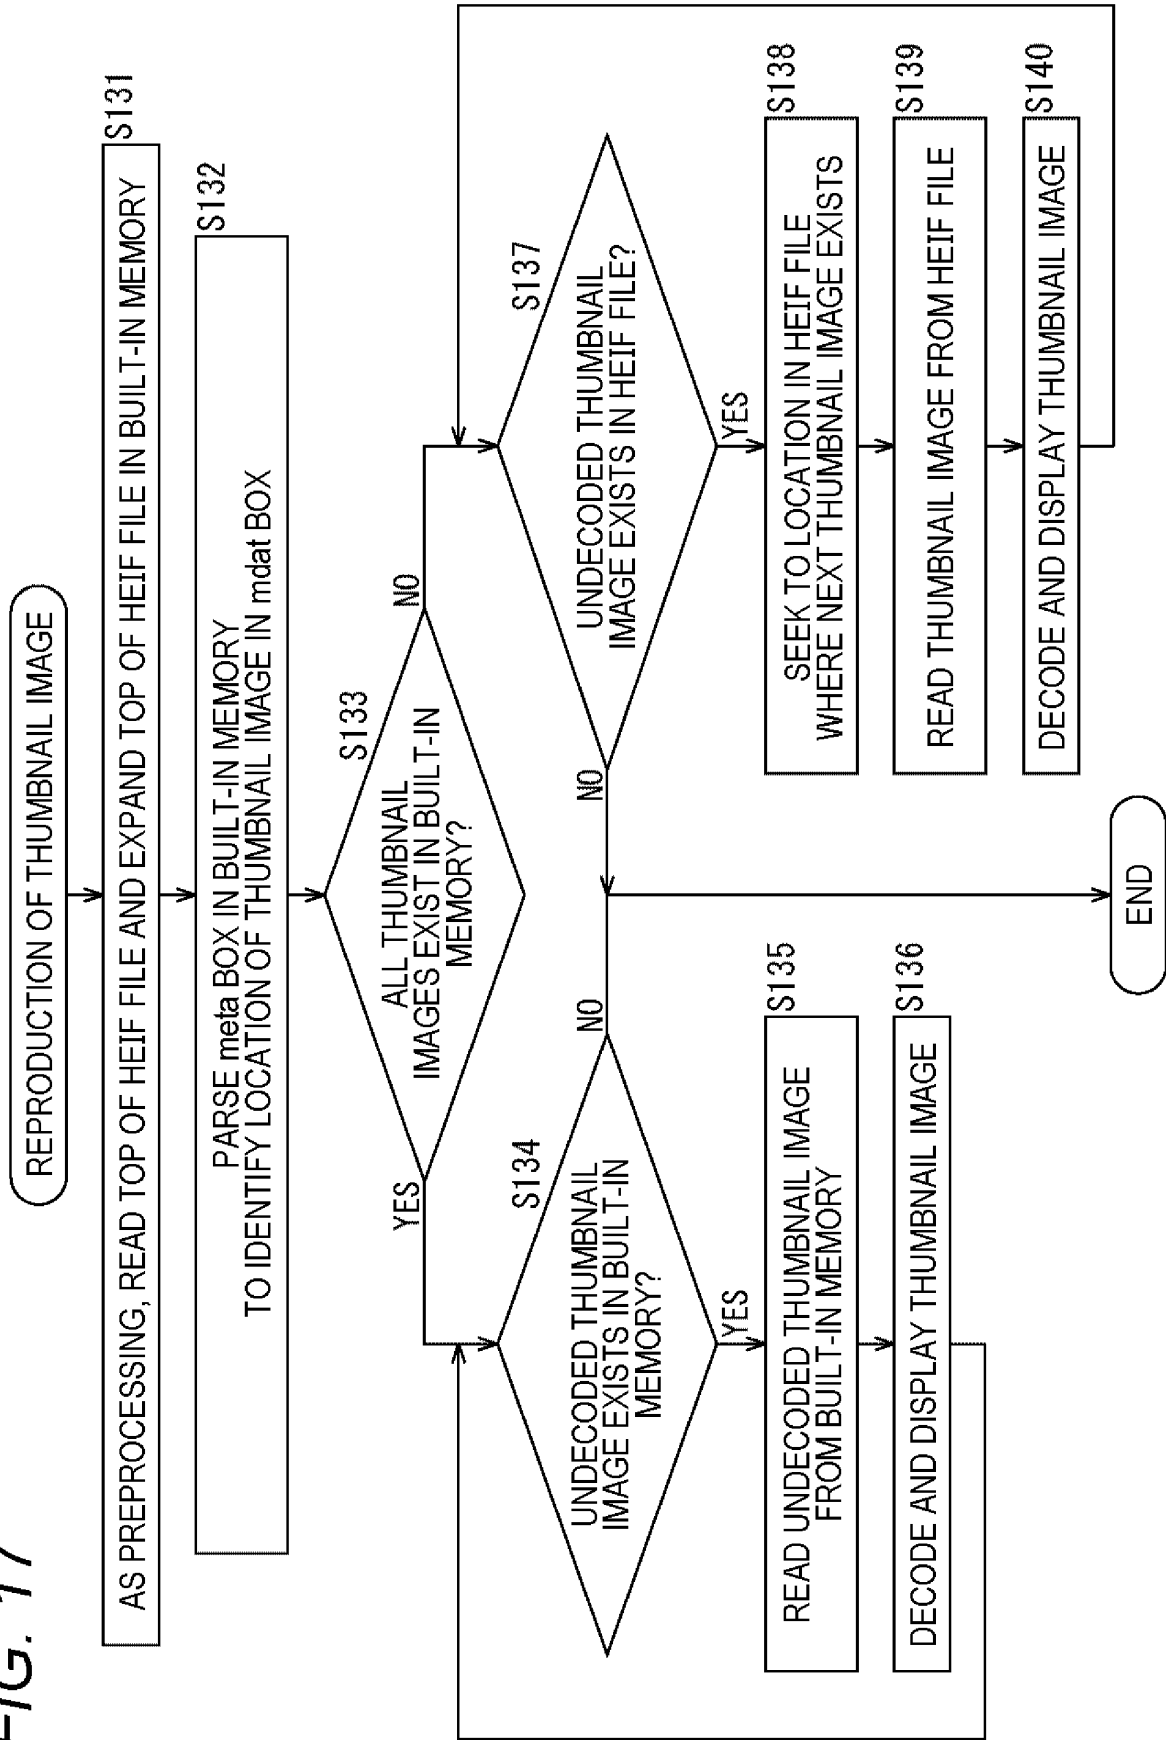 FIG. 17
REPRODUCTION OF THUMBNAIL IMAGE
AS PREPROCESSING, READ TOP OF HEIF FILE AND EXPAND TOP OF HEIF FILE IN BUILT-IN MEMORY
S131
PARSE meta BOX IN BUILT-IN MEMORY
TO IDENTIFY LOCATION OF THUMBNAIL IMAGE IN mdat BOX
S132
S133
ALL THUMBNAIL
IMAGES EXIST IN BUILT-IN
MEMORY?
YES
NO
S134
UNDECODED THUMBNAIL
IMAGE EXISTS IN BUILT-IN
MEMORY?
NO
YES
S135
READ UNDECODED THUMBNAIL IMAGE
FROM BUILT-IN MEMORY
S136
DECODE AND DISPLAY THUMBNAIL IMAGE
S137
UNDECODED THUMBNAIL
IMAGE EXISTS IN HEIF FILE?
NO
YES
S138
SEEK TO LOCATION IN HEIF FILE
WHERE NEXT THUMBNAIL IMAGE EXISTS
S139
READ THUMBNAIL IMAGE FROM HEIF FILE
S140
DECODE AND DISPLAY THUMBNAIL IMAGE
END